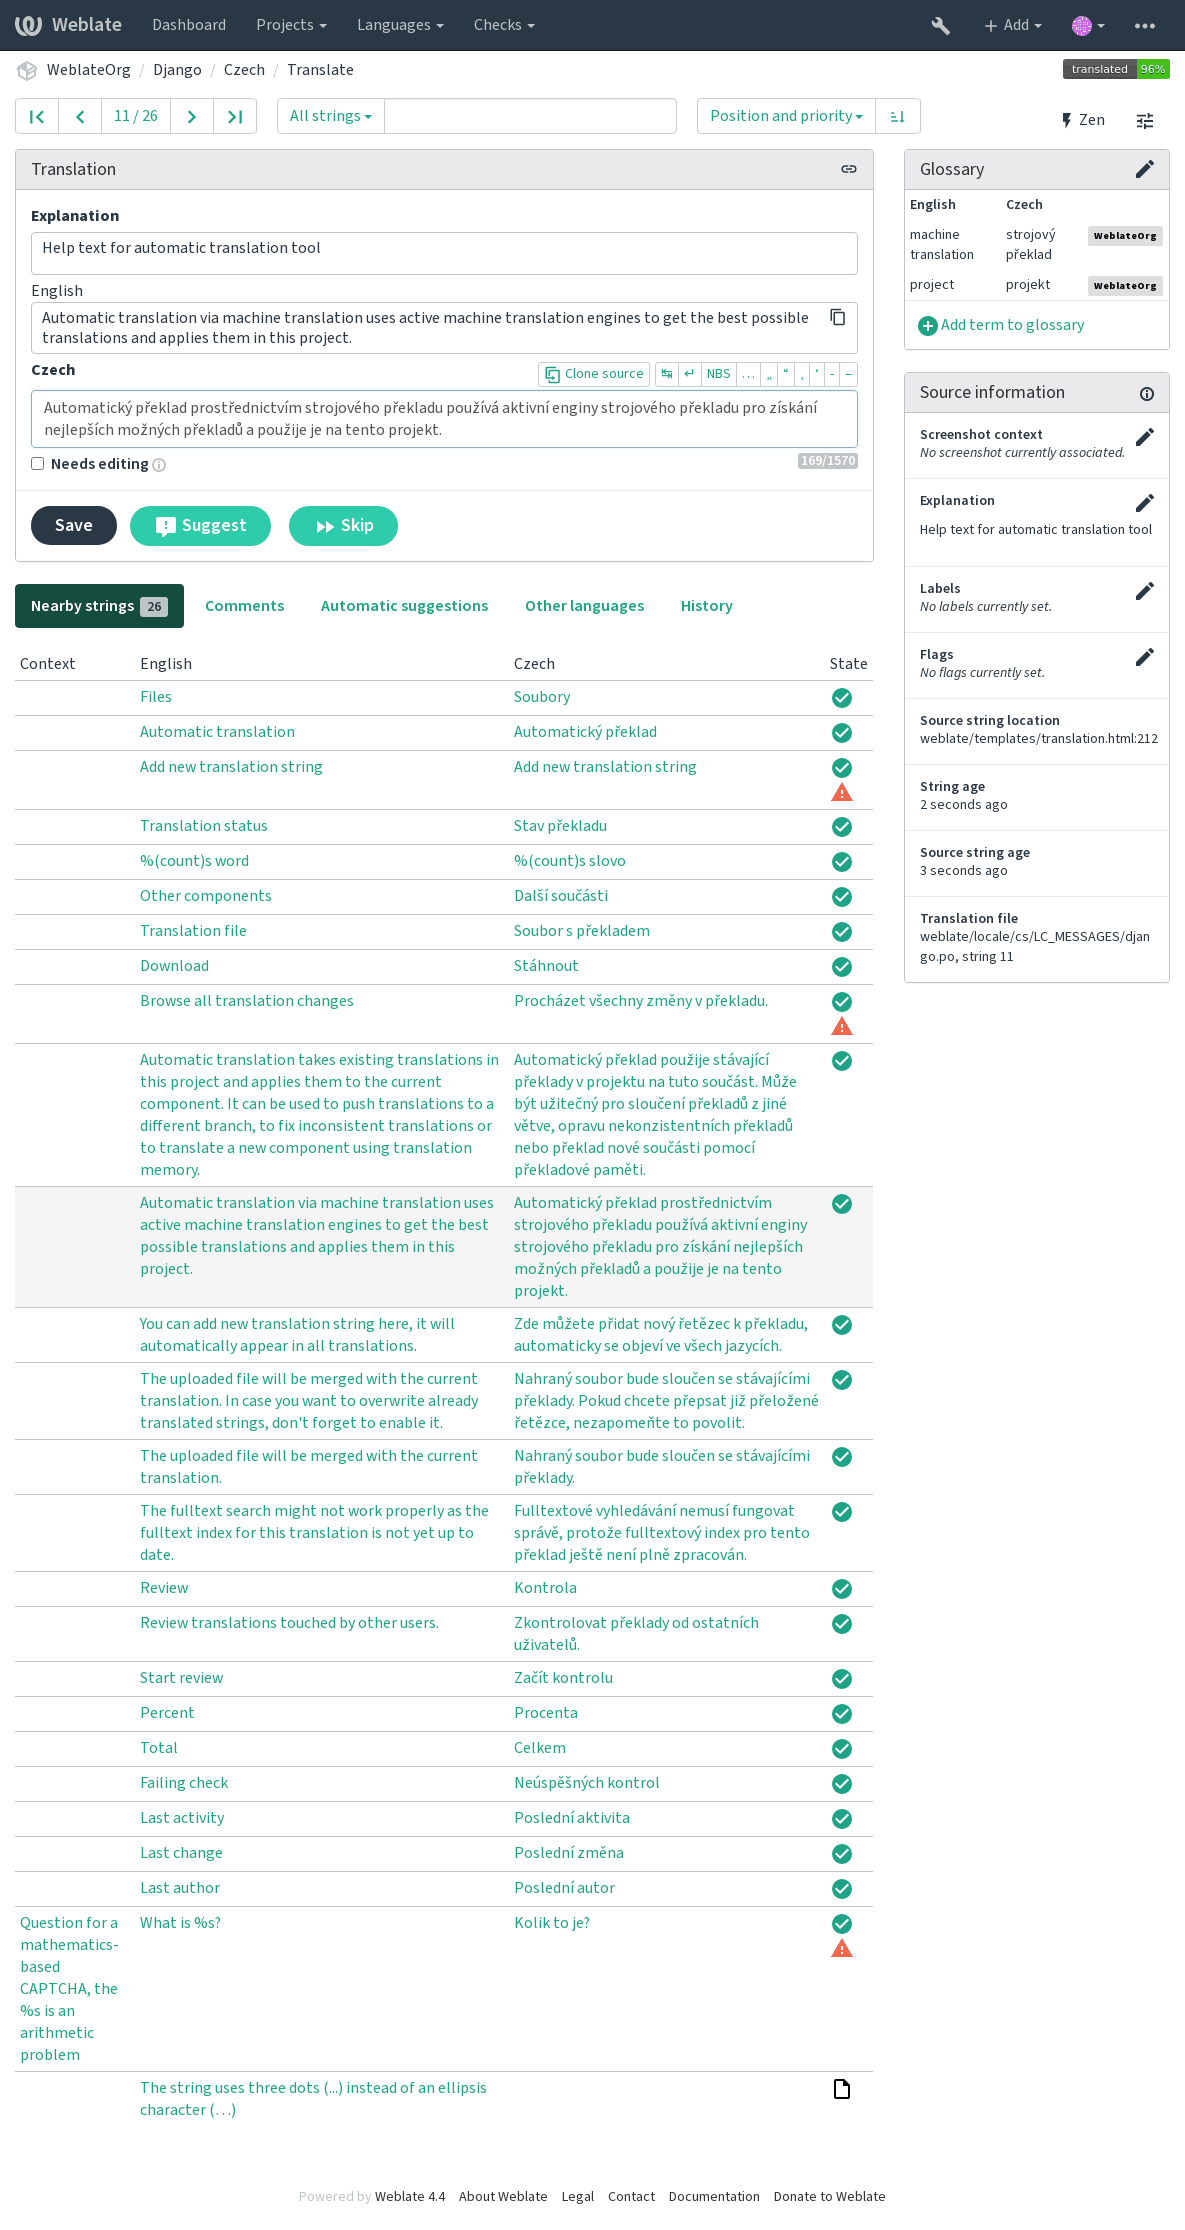 Weblate Dashboard Projects Languages Checks Add
WeblateOrg / Django / Czech / Translate translated 96%
11 / 26 All strings Position and priority Zen
Translation
Explanation
Help text for automatic translation tool
English
Automatic translation via machine translation uses active machine translation engines to get the best possible
translations and applies them in this project.
Czech Clone source ↹ ↵ NBS … „ “ ‚ ‘ - –
Automatický překlad prostřednictvím strojového překladu používá aktivní enginy strojového překladu pro získání
nejlepších možných překladů a použije je na tento projekt.
Needs editing 169/1570
Save Suggest Skip
Glossary
English Czech
machine translation strojový překlad WeblateOrg
project projekt WeblateOrg
Add term to glossary
Source information
Screenshot context
No screenshot currently associated.
Explanation
Help text for automatic translation tool
Labels
No labels currently set.
Flags
No flags currently set.
Source string location
weblate/templates/translation.html:212
String age
2 seconds ago
Source string age
3 seconds ago
Translation file
weblate/locale/cs/LC_MESSAGES/djan
go.po, string 11
Nearby strings 26 Comments Automatic suggestions Other languages History
Context English Czech State
Files Soubory
Automatic translation Automatický překlad
Add new translation string Add new translation string
Translation status Stav překladu
%(count)s word %(count)s slovo
Other components Další součásti
Translation file Soubor s překladem
Download Stáhnout
Browse all translation changes Procházet všechny změny v překladu.
Automatic translation takes existing translations in
this project and applies them to the current
component. It can be used to push translations to a
different branch, to fix inconsistent translations or
to translate a new component using translation
memory.
Automatický překlad použije stávající
překlady v projektu na tuto součást. Může
být užitečný pro sloučení překladů z jiné
větve, opravu nekonzistentních překladů
nebo překlad nové součásti pomocí
překladové paměti.
Automatic translation via machine translation uses
active machine translation engines to get the best
possible translations and applies them in this
project.
Automatický překlad prostřednictvím
strojového překladu používá aktivní enginy
strojového překladu pro získání nejlepších
možných překladů a použije je na tento
projekt.
You can add new translation string here, it will
automatically appear in all translations.
Zde můžete přidat nový řetězec k překladu,
automaticky se objeví ve všech jazycích.
The uploaded file will be merged with the current
translation. In case you want to overwrite already
translated strings, don't forget to enable it.
Nahraný soubor bude sloučen se stávajícími
překlady. Pokud chcete přepsat již přeložené
řetězce, nezapomeňte to povolit.
The uploaded file will be merged with the current
translation.
Nahraný soubor bude sloučen se stávajícími
překlady.
The fulltext search might not work properly as the
fulltext index for this translation is not yet up to
date.
Fulltextové vyhledávání nemusí fungovat
správě, protože fulltextový index pro tento
překlad ještě není plně zpracován.
Review Kontrola
Review translations touched by other users.
Zkontrolovat překlady od ostatních
uživatelů.
Start review Začít kontrolu
Percent Procenta
Total Celkem
Failing check Neúspěšných kontrol
Last activity Poslední aktivita
Last change Poslední změna
Last author Poslední autor
Question for a
mathematics-
based
CAPTCHA, the
%s is an
arithmetic
problem
What is %s? Kolik to je?
The string uses three dots (...) instead of an ellipsis
character (…)
Powered by Weblate 4.4 About Weblate Legal Contact Documentation Donate to Weblate